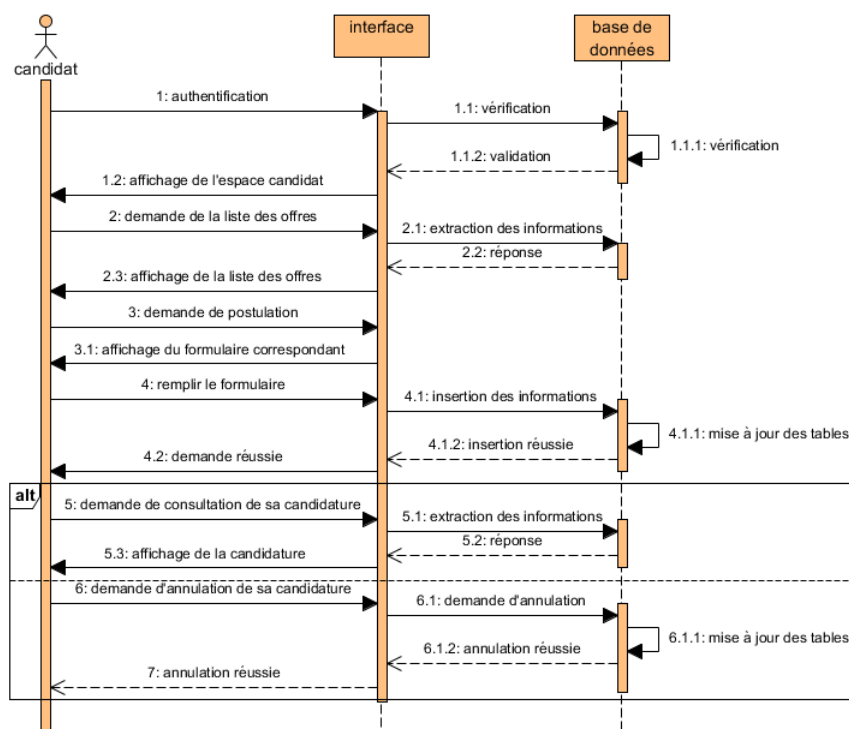 candidat
interface
base de
données
1: authentification
1.1: vérification
1.1.1: vérification
1.1.2: validation
1.2: affichage de l'espace candidat
2: demande de la liste des offres
2.1: extraction des informations
2.2: réponse
2.3: affichage de la liste des offres
3: demande de postulation
3.1: affichage du formulaire correspondant
4: remplir le formulaire
4.1: insertion des informations
4.1.1: mise à jour des tables
4.1.2: insertion réussie
4.2: demande réussie
alt
5: demande de consultation de sa candidature
5.1: extraction des informations
5.2: réponse
5.3: affichage de la candidature
6: demande d'annulation de sa candidature
6.1: demande d'annulation
6.1.1: mise à jour des tables
6.1.2: annulation réussie
7: annulation réussie